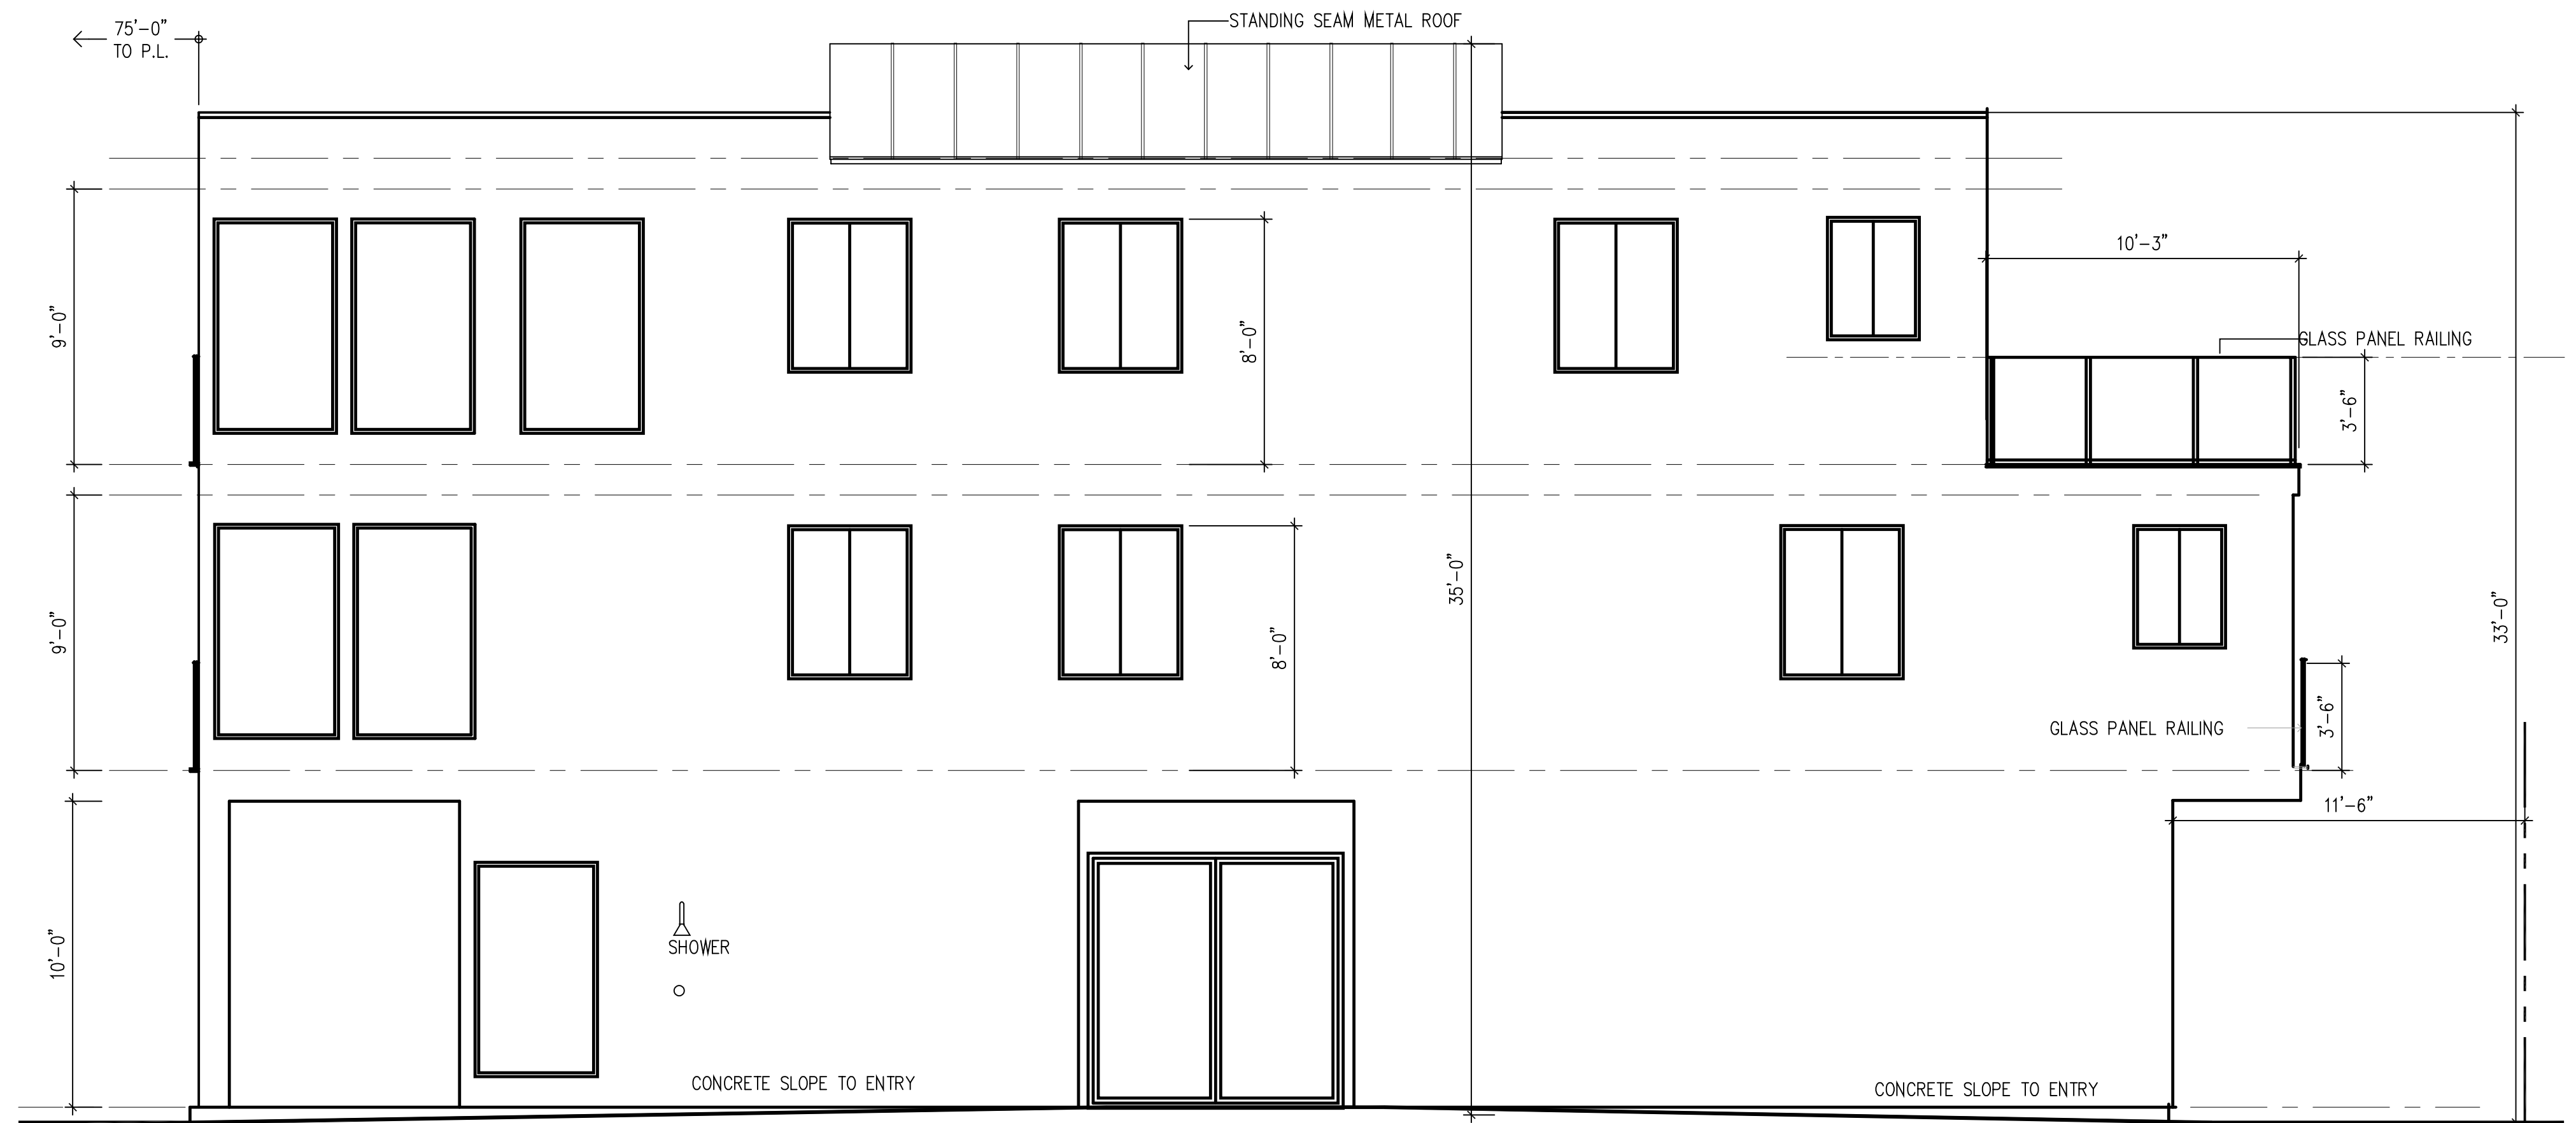 75'-0"
TO P.L.
STANDING SEAM METAL ROOF
10'-3"
9'-0"
8'-0"
GLASS PANEL RAILING
3'-6"
35'-0"
33'-0"
9'-0"
8'-0"
GLASS PANEL RAILING
3'-6"
11'-6"
10'-0"
SHOWER
CONCRETE SLOPE TO ENTRY
CONCRETE SLOPE TO ENTRY